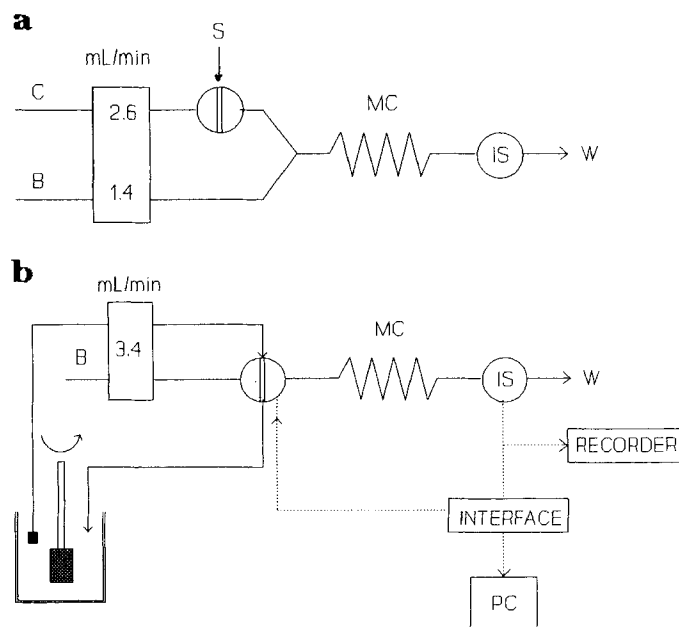 a
S
mL/min
C
2.6
MC
IS
W
B
1.4
b
mL/min
3.4
B
MC
IS
W
RECORDER
INTERFACE
PC